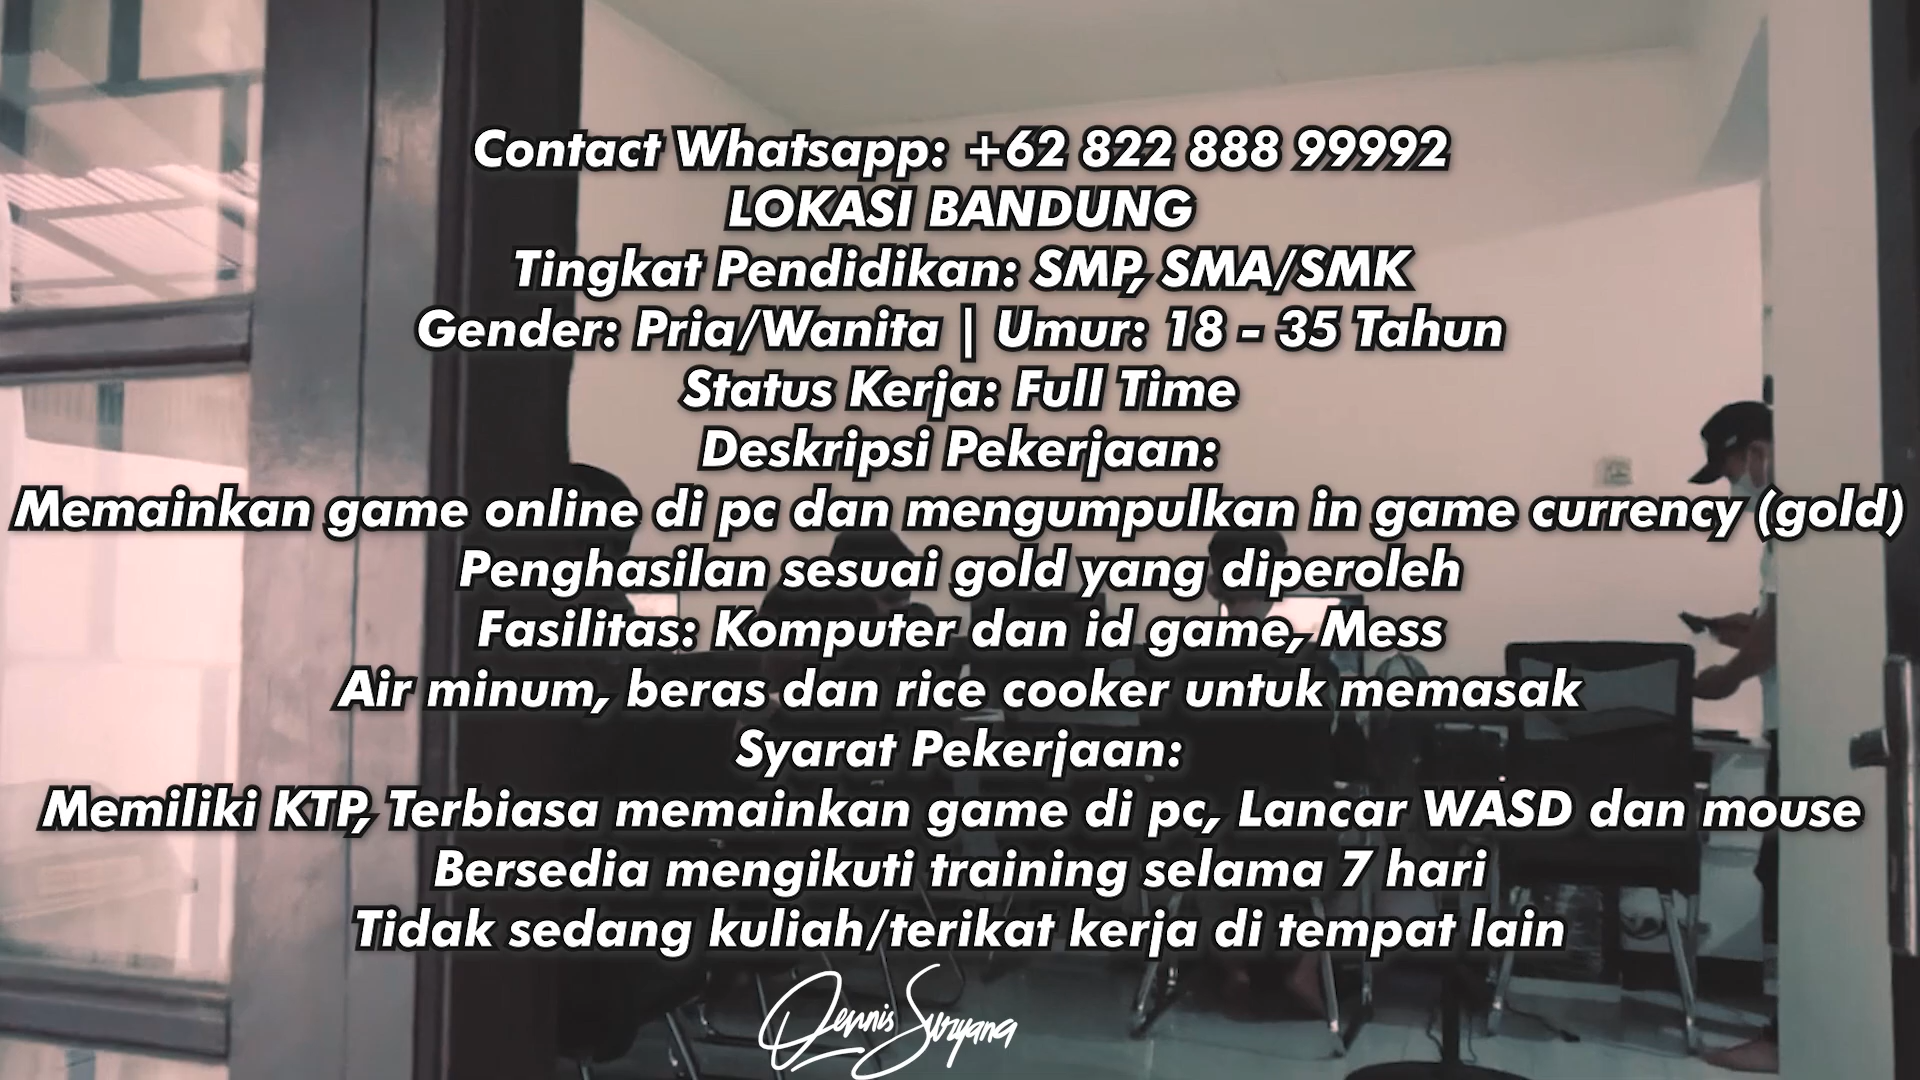 Contact Whatsapp: +62 822 888 99992
LOKASI BANDUNG
Tingkat Pendidikan: SMP, SMA/SMK
Gender: Pria/Wanita | Umur: 18 - 35 Tahun
Status Kerja: Full Time
Deskripsi Pekerjaan:
Memainkan game online di pc dan mengumpulkan in game currency (gold)
Penghasilan sesuai gold yang diperoleh
Fasilitas: Komputer dan id game, Mess
Air minum, beras dan rice cooker untuk memasak
Syarat Pekerjaan:
Memiliki KTP, Terbiasa memainkan game di pc, Lancar WASD dan mouse
Bersedia mengikuti training selama 7 hari
Tidak sedang kuliah/terikat kerja di tempat lain
Dennis Suryana